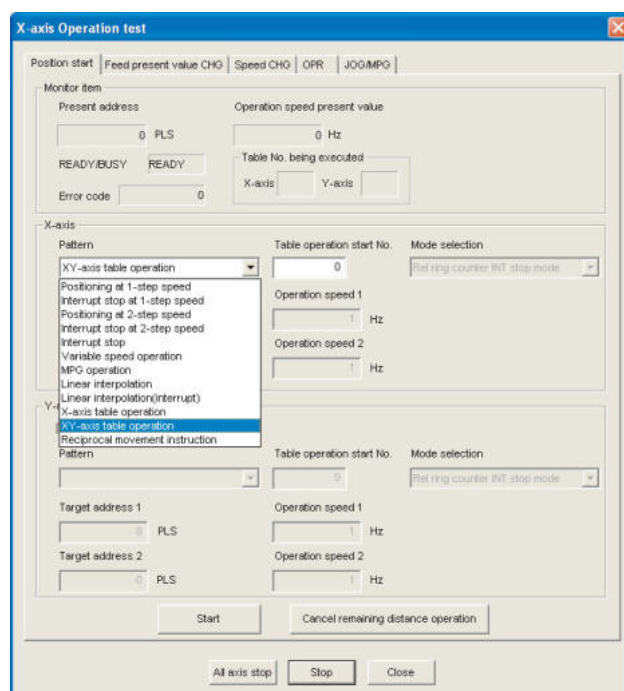 X-axis Operation test
Position start Feed present value CHG Speed CHG OPR JOG/MPG
Monitor item
Present address Operation speed present value
0 PLS 0 Hz
READY/BUSY READY Table No. being executed
X-axis Y-axis
Error code 0
X-axis
Pattern Table operation start No. Mode selection
XY-axis table operation 0 Rel ring counter INT stop mode
Positioning at 1-step speed
Interrupt stop at 1-step speed
Positioning at 2-step speed
Interrupt stop at 2-step speed
Interrupt stop
Variable speed operation
MPG operation
Linear interpolation
Linear interpolation(interrupt)
X-axis table operation
XY-axis table operation
Reciprocal movement instruction
Operation speed 1
1 Hz
Operation speed 2
1 Hz
Pattern Table operation start No. Mode selection
0 Rel ring counter INT stop mode
Target address 1 Operation speed 1
0 PLS 1 Hz
Target address 2 Operation speed 2
0 PLS 1 Hz
Start Cancel remaining distance operation
All axis stop Stop Close